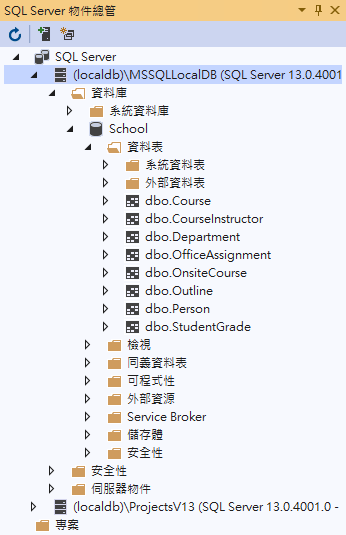 SQL Server 物件總管
SQL Server
(localdb)\MSSQLLocalDB (SQL Server 13.0.4001
資料庫
系統資料庫
School
資料表
系統資料表
外部資料表
dbo.Course
dbo.CourseInstructor
dbo.Department
dbo.OfficeAssignment
dbo.OnsiteCourse
dbo.Outline
dbo.Person
dbo.StudentGrade
檢視
同義資料表
可程式性
外部資源
Service Broker
儲存體
安全性
安全性
伺服器物件
(localdb)\ProjectsV13 (SQL Server 13.0.4001.0 -
專案